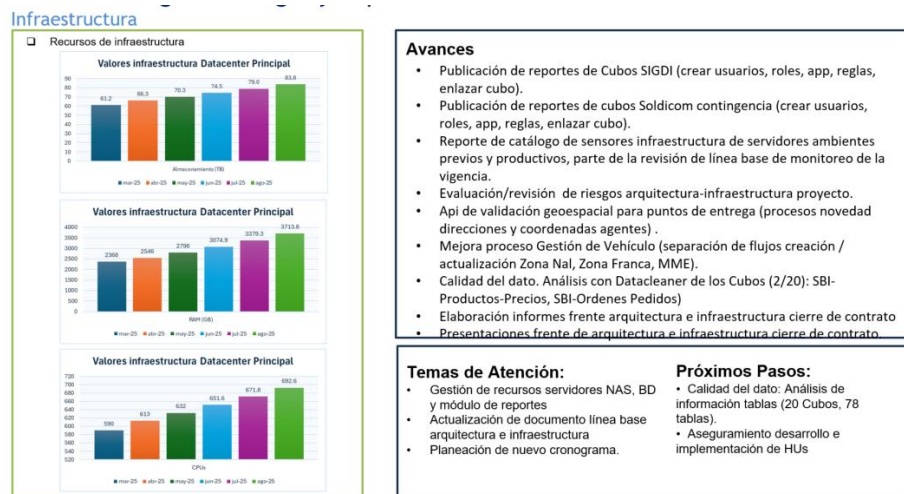 Infraestructura
❑ Recursos de infraestructura
Valores infraestructura Datacenter Principal
90
80
70
60
50
40
30
20
10
0
61.2
66.3
70.3
74.5
79.0
83.8
Almacenamiento (TB)
mar-25 abr-25 may-25 jun-25 jul-25 ago-25
Valores infraestructura Datacenter Principal
4000
3500
3000
2500
2000
1500
1000
500
0
2368
2546
2796
3074.9
3379.3
3713.8
RAM (GB)
mar-25 abr-25 may-25 jun-25 jul-25 ago-25
Valores infraestructura Datacenter Principal
720
700
680
660
640
620
600
580
560
540
520
590
613
632
651.6
671.8
692.6
CPUs
mar-25 abr-25 may-25 jun-25 jul-25 ago-25
Avances
• Publicación de reportes de Cubos SIGDI (crear usuarios, roles, app, reglas,
enlazar cubo).
• Publicación de reportes de cubos Soldicom contingencia (crear usuarios,
roles, app, reglas, enlazar cubo).
• Reporte de catálogo de sensores infraestructura de servidores ambientes
previos y productivos, parte de la revisión de línea base de monitoreo de la
vigencia.
• Evaluación/revisión de riesgos arquitectura-infraestructura proyecto.
• Api de validación geoespacial para puntos de entrega (procesos novedad
direcciones y coordenadas agentes) .
• Mejora proceso Gestión de Vehículo (separación de flujos creación /
actualización Zona Nal, Zona Franca, MME).
• Calidad del dato. Análisis con Datacleaner de los Cubos (2/20): SBI-
Productos-Precios, SBI-Ordenes Pedidos)
• Elaboración informes frente arquitectura e infraestructura cierre de contrato
• Presentaciones frente de arquitectura e infraestructura cierre de contrato.
Temas de Atención:
• Gestión de recursos servidores NAS, BD
y módulo de reportes
• Actualización de documento línea base
arquitectura e infraestructura
• Planeación de nuevo cronograma.
Próximos Pasos:
• Calidad del dato: Análisis de
información tablas (20 Cubos, 78
tablas).
• Aseguramiento desarrollo e
implementación de HUs